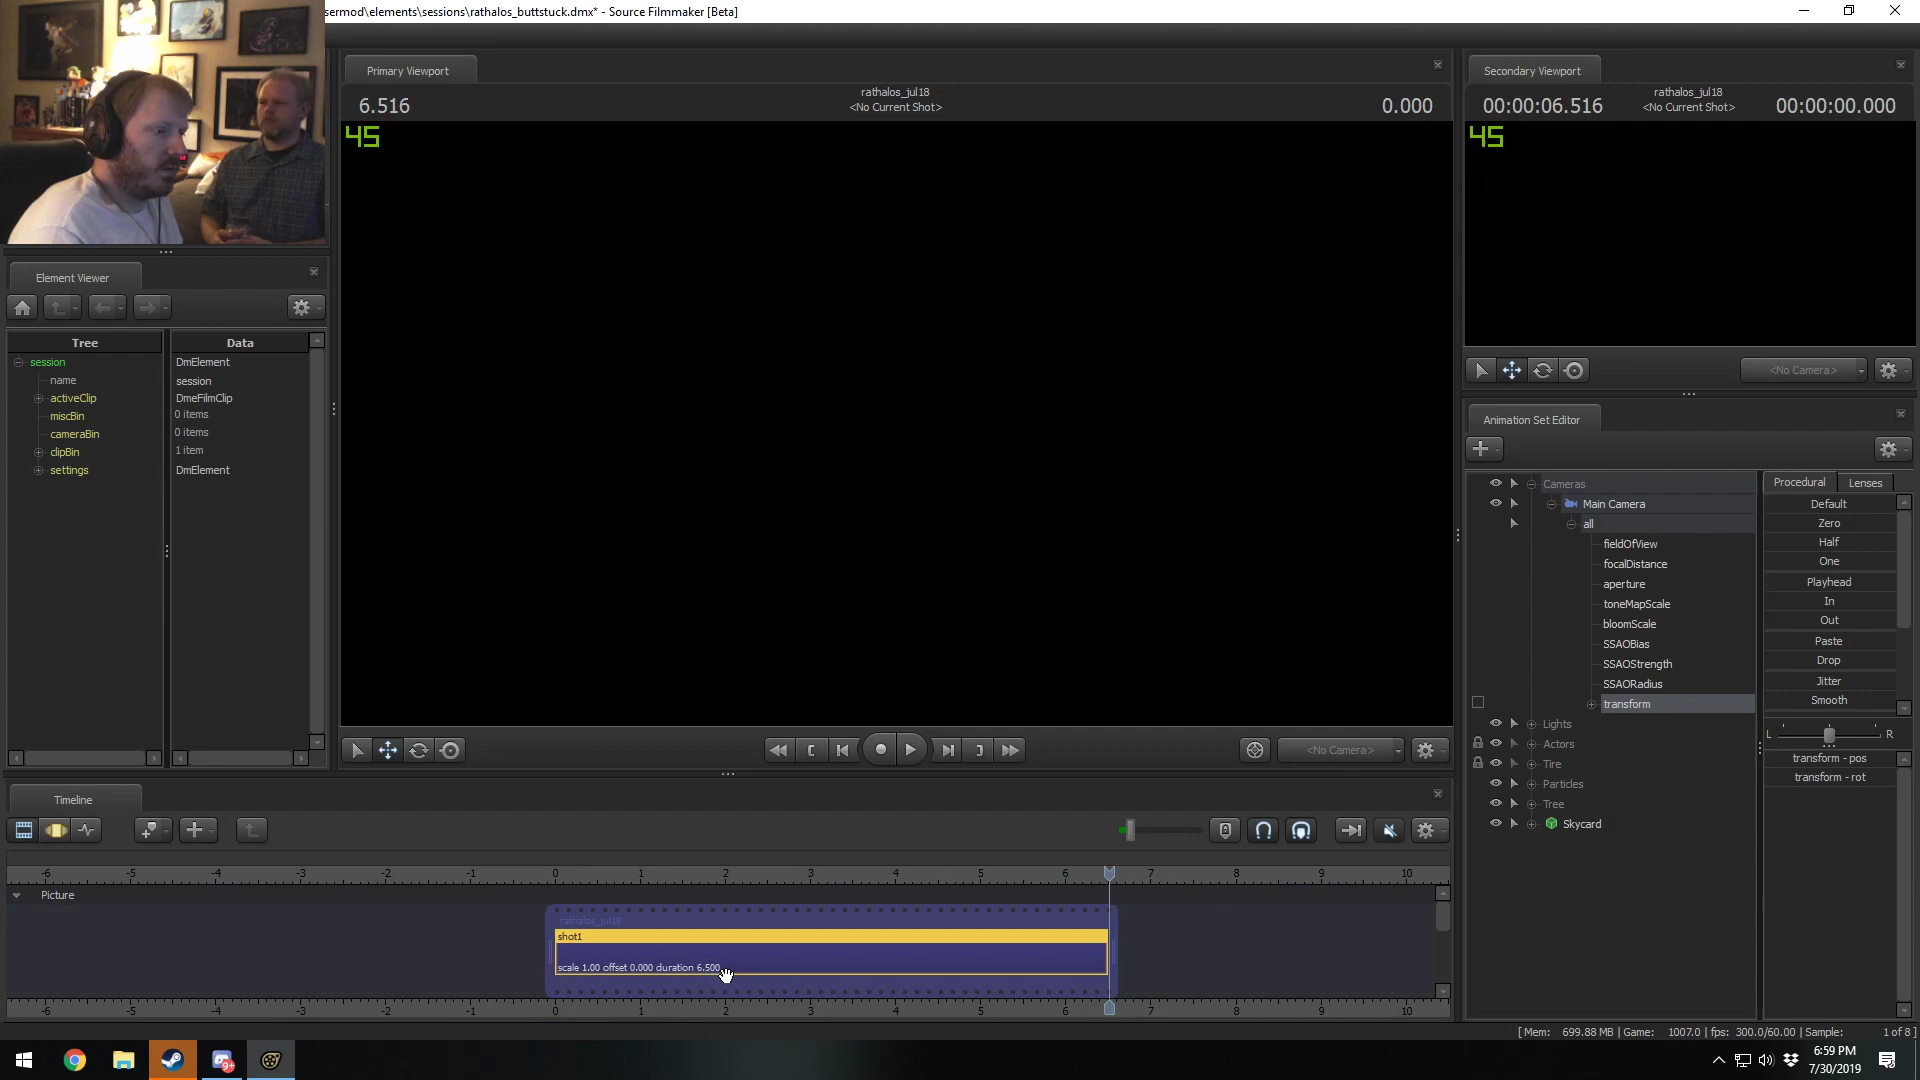 sermod\elements\sessions\rathalos_buttstuck.dmx* - Source Filmmaker [Beta]
Primary Viewport
6.516
rathalos_jul18
<No Current Shot>
0.000
45
Secondary Viewport
00:00:06.516
rathalos_jul18
<No Current Shot>
00:00:00.000
45
Element Viewer
Tree
Data
session
DmElement
name
session
activeClip
DmeFilmClip
miscBin
0 items
cameraBin
0 items
clipBin
1 item
settings
DmElement
<No Camera>
<No Camera>
Animation Set Editor
Cameras
Main Camera
all
fieldOfView
focalDistance
aperture
toneMapScale
bloomScale
SSAOBias
SSAOStrength
SSAORadius
transform
Lights
Actors
Tire
Particles
Tree
Skycard
Procedural
Lenses
Default
Zero
Half
One
Playhead
In
Out
Paste
Drop
Jitter
Smooth
L
R
transform - pos
transform - rot
Timeline
-6 -5 -4 -3 -2 -1 0 1 2 3 4 5 6 7 8 9 10
Picture
rathalos_jul18
shot1
scale 1.00 offset 0.000 duration 6.500
-6 -5 -4 -3 -2 -1 0 1 2 3 4 5 6 7 8 9 10
[ Mem: 699.88 MB | Game: 1007.0 | fps: 300.0/60.00 | Sample: 1 of 8 ]
9+
6:59 PM
7/30/2019